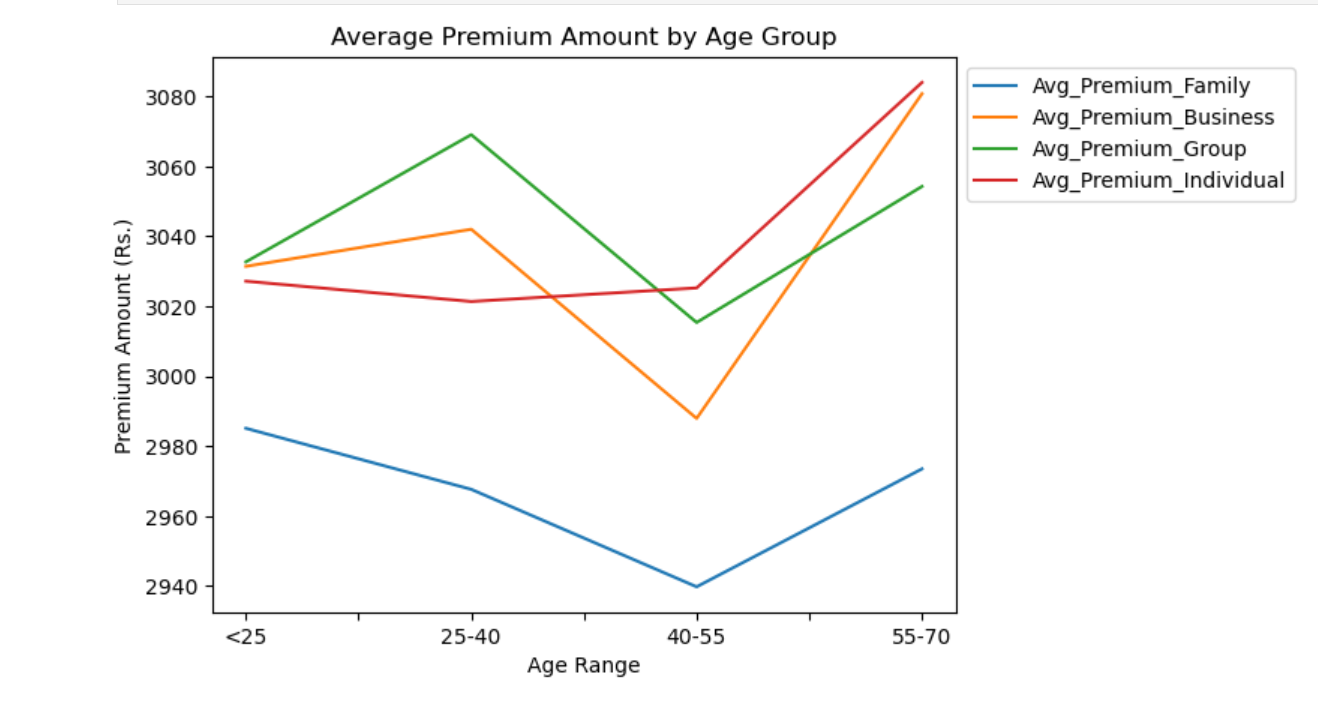 Average Premium Amount by Age Group
Avg_Premium_Family
Avg_Premium_Business
Avg_Premium_Group
Avg_Premium_Individual
Premium Amount (Rs.)
3080
3060
3040
3020
3000
2980
2960
2940
<25 25-40 40-55 55-70
Age Range